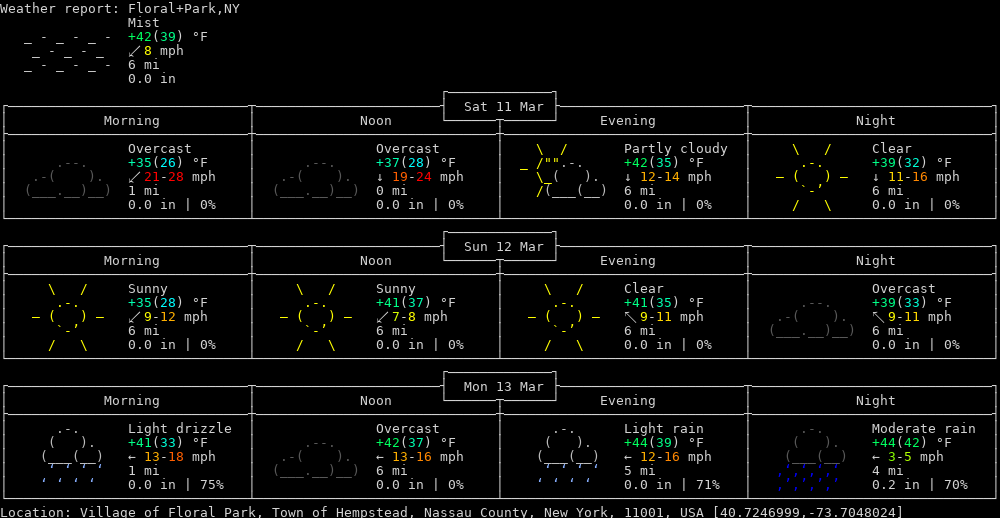 Weather report: Floral+Park,NY
Mist
+42(39) °F
↙ 8 mph
6 mi
0.0 in
Sat 11 Mar
Morning Noon Evening Night
Overcast Overcast Partly cloudy Clear
+35(26) °F +37(28) °F +42(35) °F +39(32) °F
↙ 21-28 mph ↓ 19-24 mph ↓ 12-14 mph ↓ 11-16 mph
1 mi 0 mi 6 mi 6 mi
0.0 in | 0% 0.0 in | 0% 0.0 in | 0% 0.0 in | 0%
Sun 12 Mar
Morning Noon Evening Night
Sunny Sunny Clear Overcast
+35(28) °F +41(37) °F +41(35) °F +39(33) °F
↙ 9-12 mph ↙ 7-8 mph ↖ 9-11 mph ↖ 9-11 mph
6 mi 6 mi 6 mi 6 mi
0.0 in | 0% 0.0 in | 0% 0.0 in | 0% 0.0 in | 0%
Mon 13 Mar
Morning Noon Evening Night
Light drizzle Overcast Light rain Moderate rain
+41(33) °F +42(37) °F +44(39) °F +44(42) °F
← 13-18 mph ← 13-16 mph ← 12-16 mph ← 3-5 mph
1 mi 6 mi 5 mi 4 mi
0.0 in | 75% 0.0 in | 0% 0.0 in | 71% 0.2 in | 70%
Location: Village of Floral Park, Town of Hempstead, Nassau County, New York, 11001, USA [40.7246999,-73.7048024]